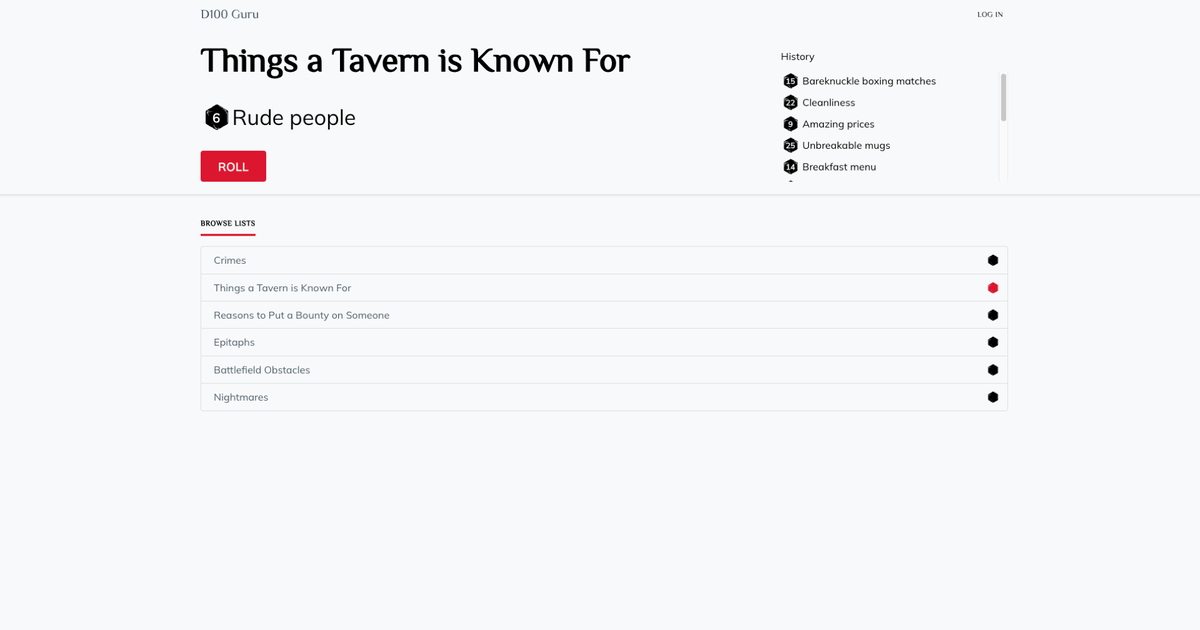 D100 Guru
LOG IN
Things a Tavern is Known For
6 Rude people
ROLL
History
15 Bareknuckle boxing matches
22 Cleanliness
9 Amazing prices
25 Unbreakable mugs
14 Breakfast menu
BROWSE LISTS
Crimes
Things a Tavern is Known For
Reasons to Put a Bounty on Someone
Epitaphs
Battlefield Obstacles
Nightmares